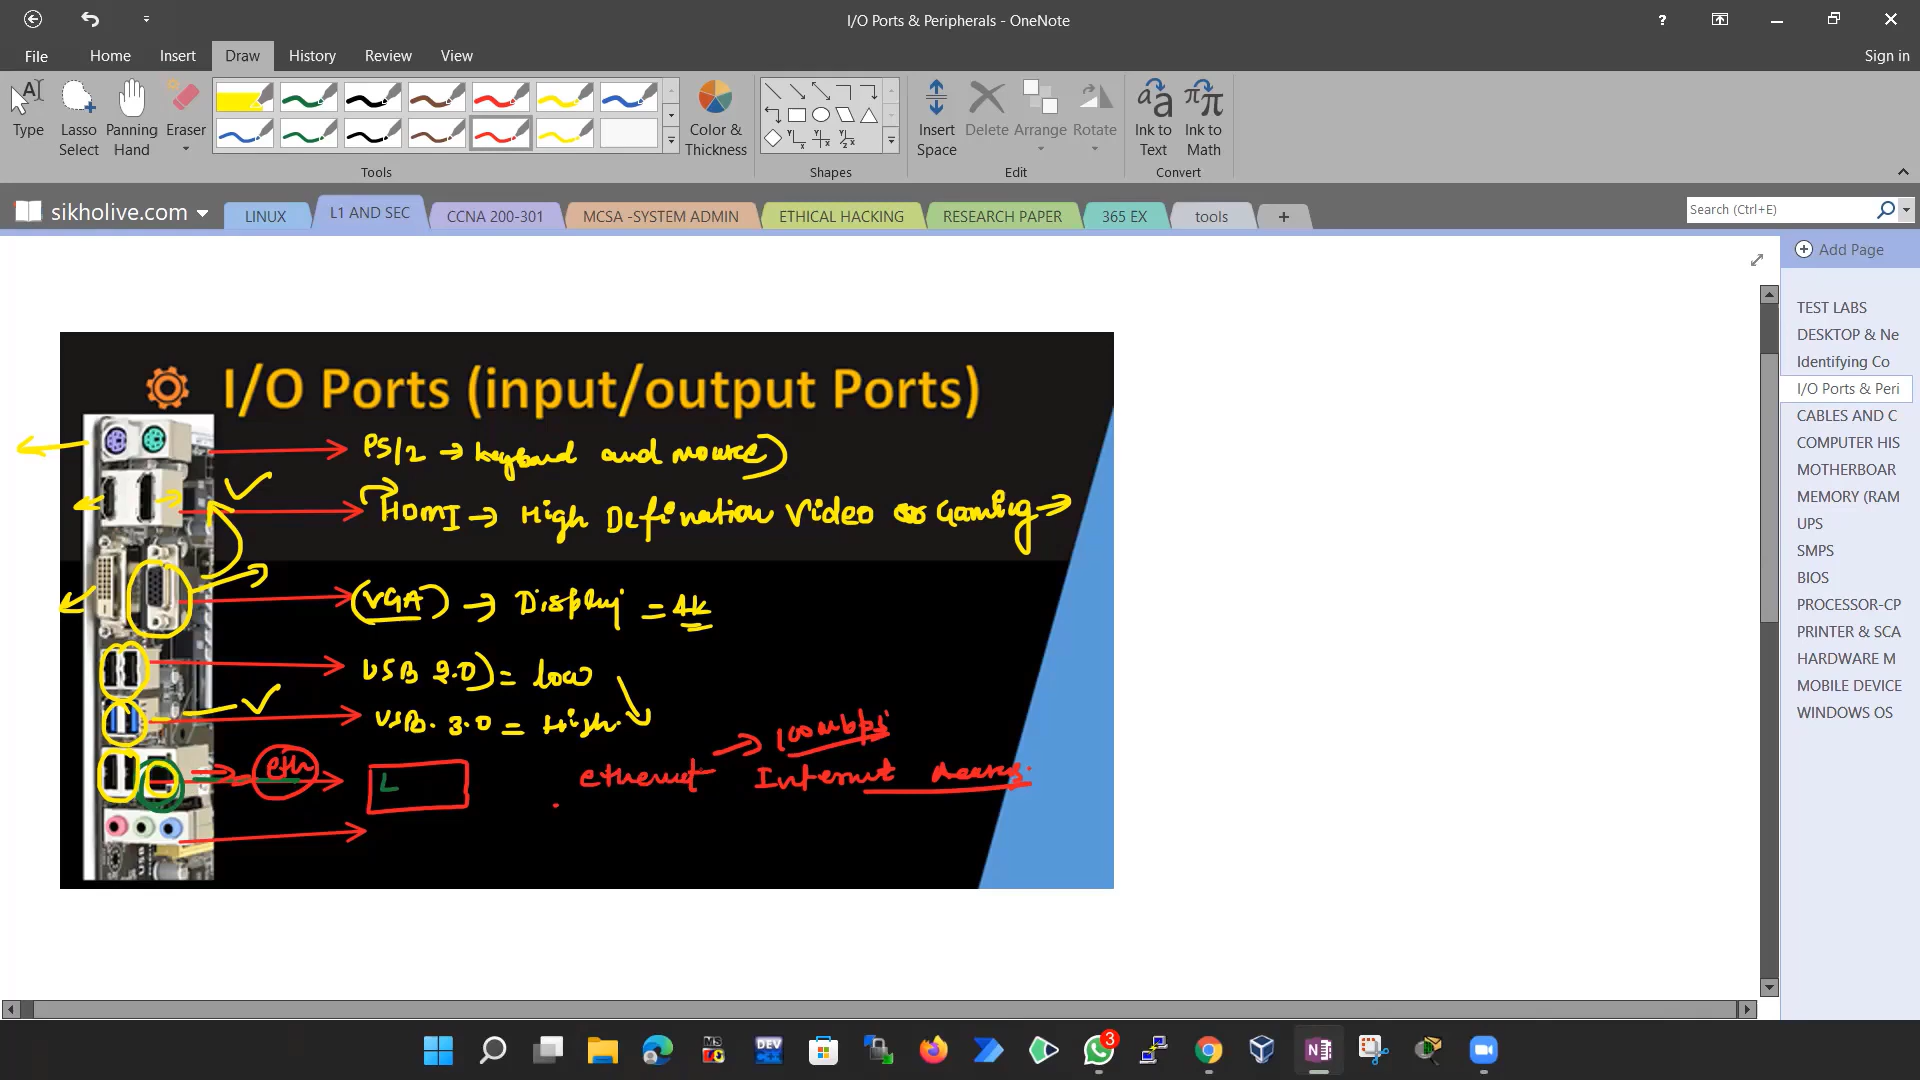 I/O Ports & Peripherals - OneNote
File Home Insert Draw History Review View Sign in
Type Lasso Select Panning Hand Eraser Color & Thickness Insert Space Delete Arrange Rotate Ink to Text Ink to Math
Tools Shapes Edit Convert
sikholive.com LINUX L1 AND SEC CCNA 200-301 MCSA -SYSTEM ADMIN ETHICAL HACKING RESEARCH PAPER 365 EX tools + Search (Ctrl+E)
Add Page
TEST LABS
DESKTOP & Ne
Identifying Co
I/O Ports & Peri
CABLES AND C
COMPUTER HIS
MOTHERBOAR
MEMORY (RAM
UPS
SMPS
BIOS
PROCESSOR-CP
PRINTER & SCA
HARDWARE M
MOBILE DEVICE
WINDOWS OS
I/O Ports (input/output Ports)
PS/2 → keyboard and mouse)
HDMI → High Defination Video or Gaming →
(VGA) → Display = 4k
USB 2.0) = low
USB. 3.0 = High.
→ 100mbps
eth L ethernet Internet
MS
DEV
3
N